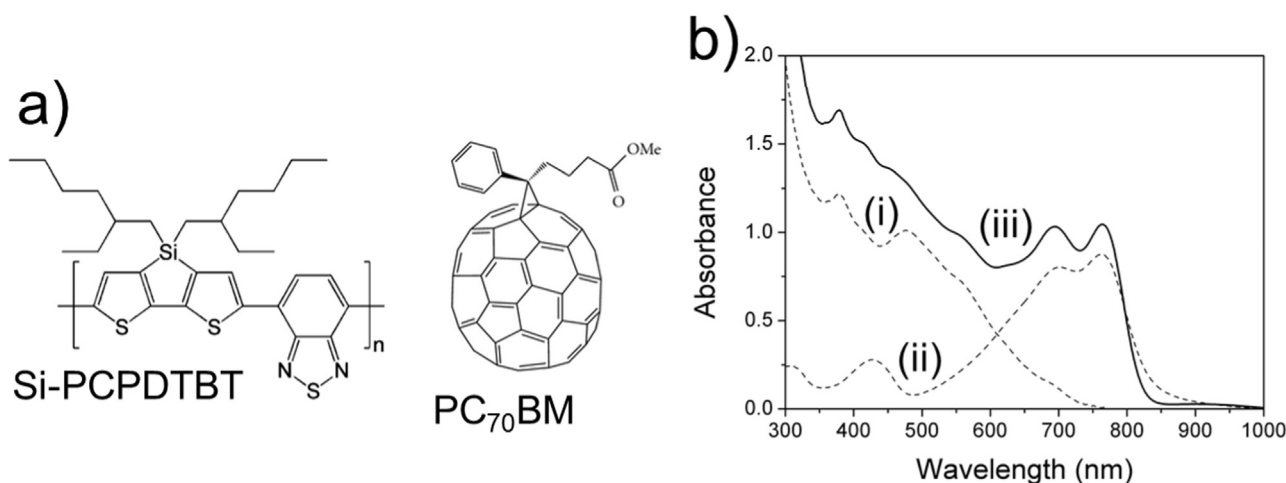 a)
Si
S
S
n
N
N
S
Si-PCPDTBT
OMe
O
PC₇₀BM
b)
2.0
1.5
1.0
0.5
0.0
Absorbance
(i)
(ii)
(iii)
300 400 500 600 700 800 900 1000
Wavelength (nm)